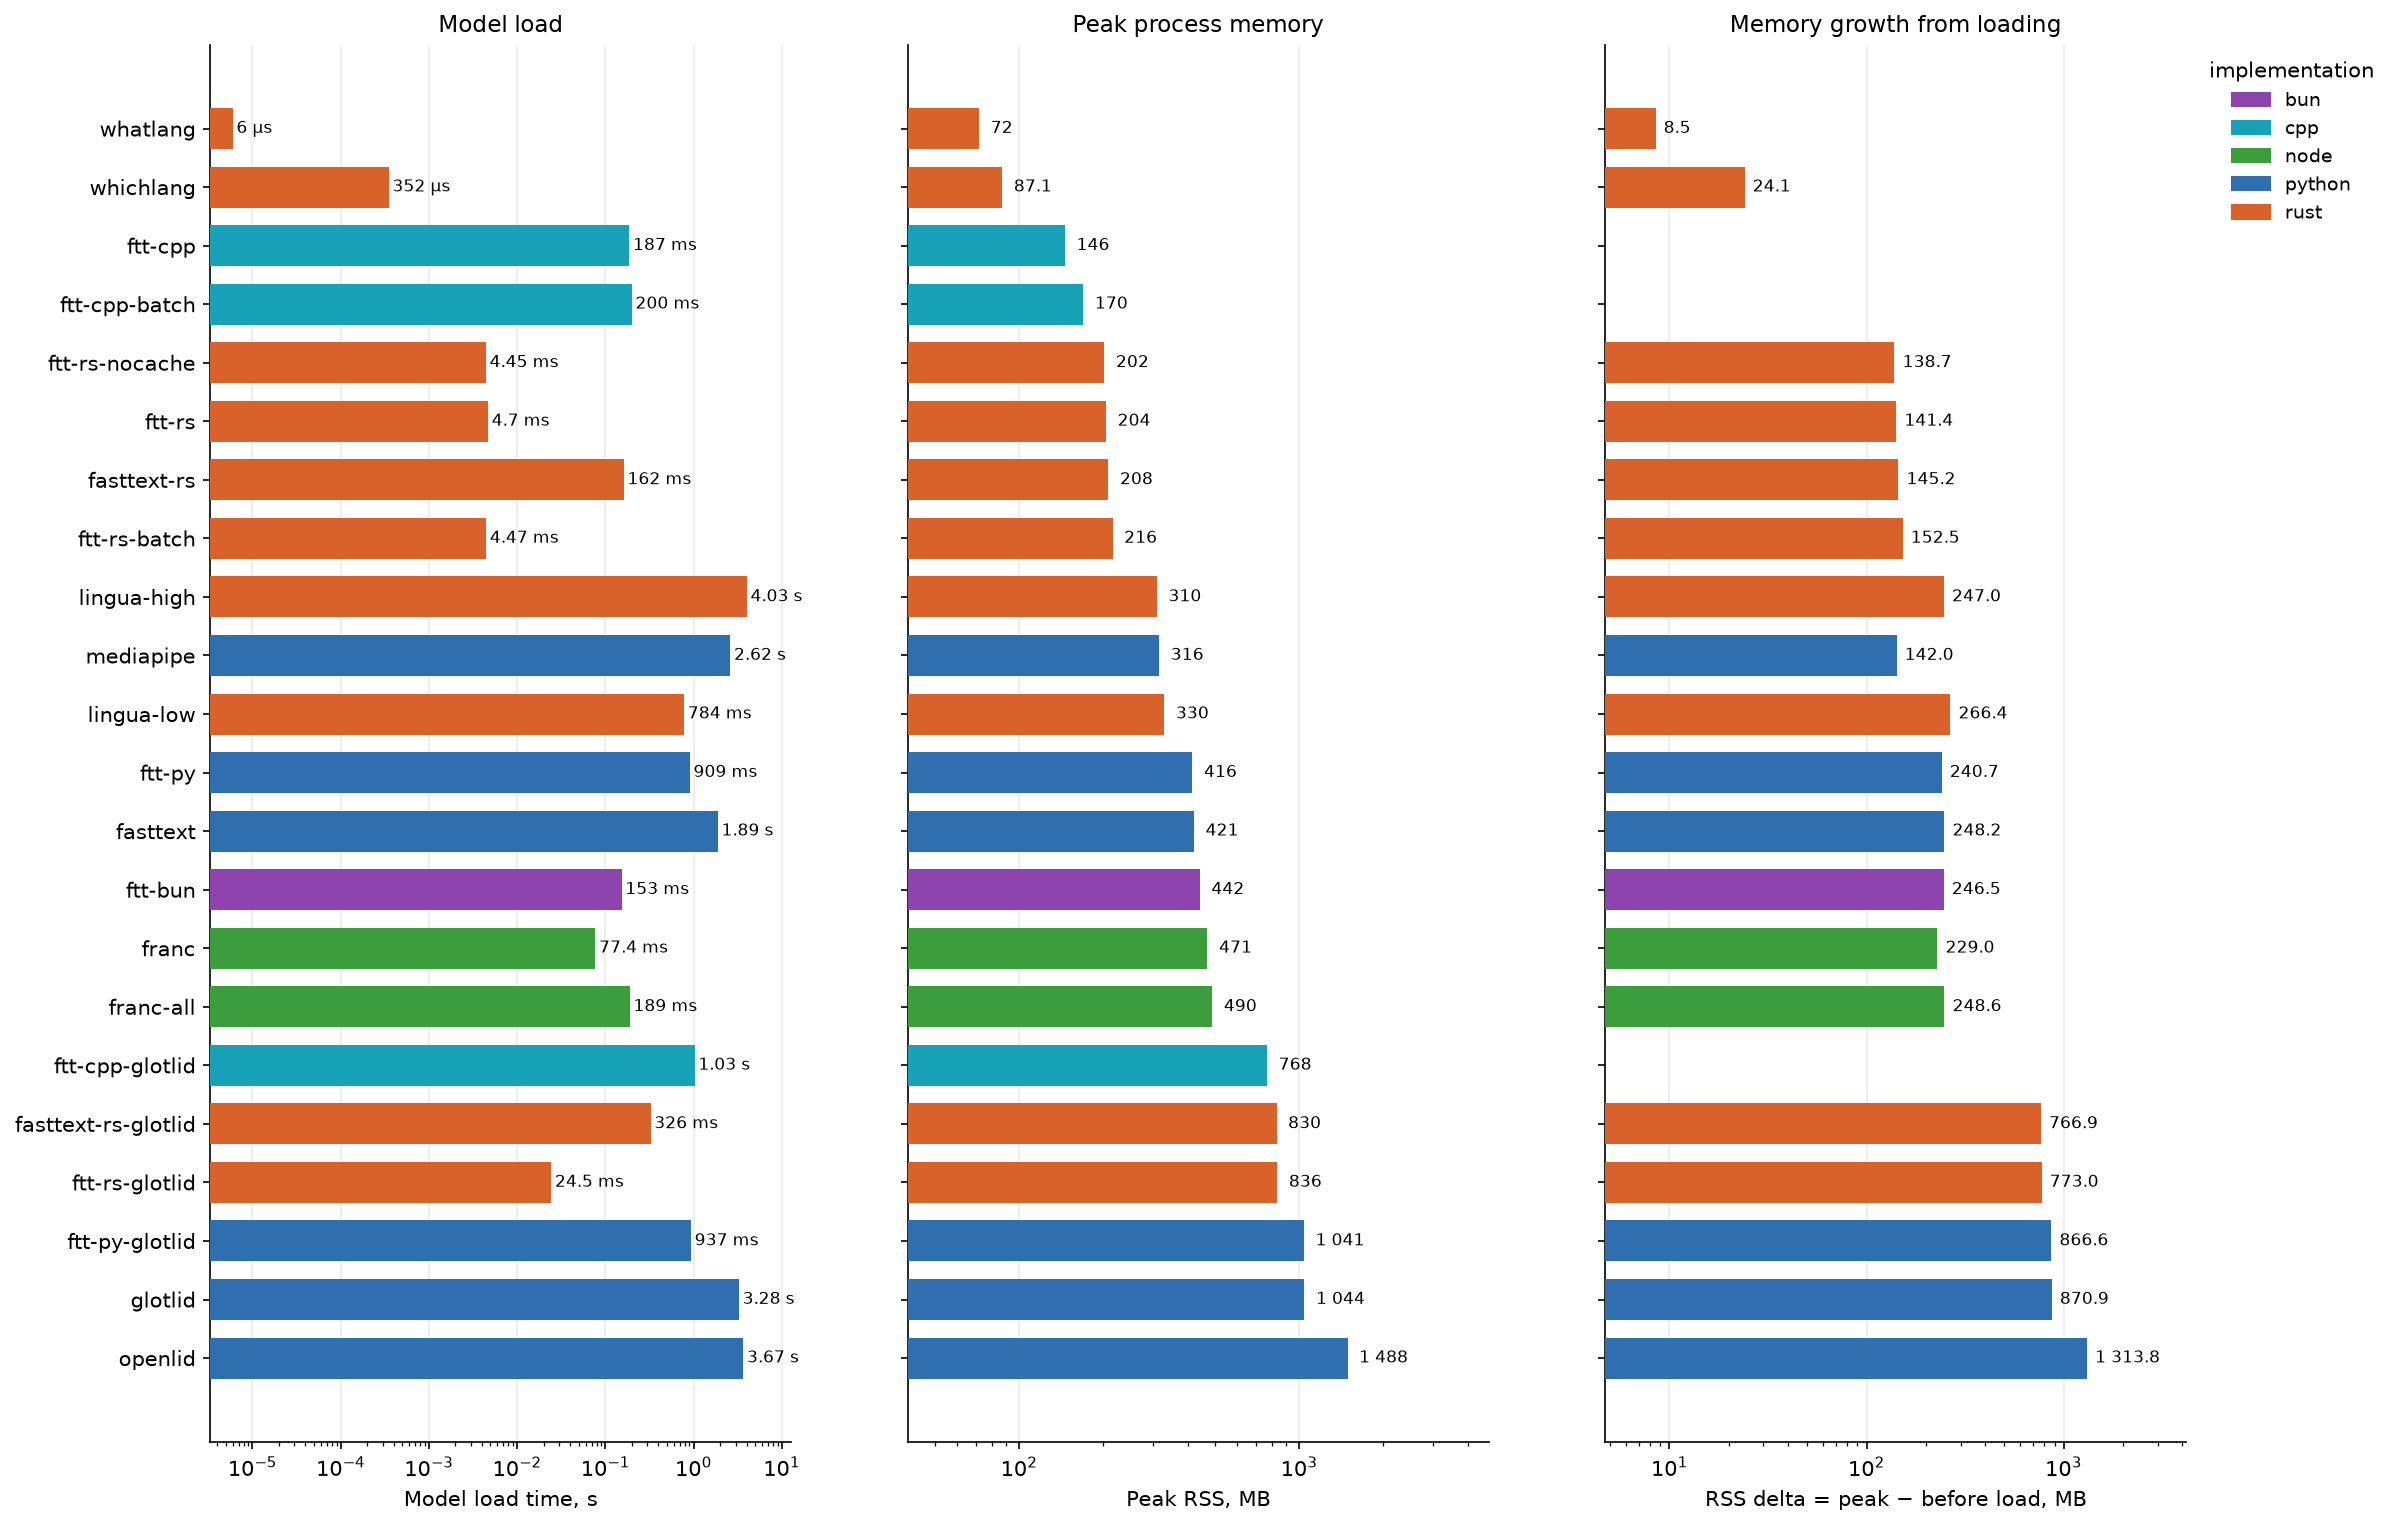 Model load
Peak process memory
Memory growth from loading
implementation
bun
cpp
node
python
rust
whatlang 6 µs 72 8.5
whichlang 352 µs 87.1 24.1
ftt-cpp 187 ms 146
ftt-cpp-batch 200 ms 170
ftt-rs-nocache 4.45 ms 202 138.7
ftt-rs 4.7 ms 204 141.4
fasttext-rs 162 ms 208 145.2
ftt-rs-batch 4.47 ms 216 152.5
lingua-high 4.03 s 310 247.0
mediapipe 2.62 s 316 142.0
lingua-low 784 ms 330 266.4
ftt-py 909 ms 416 240.7
fasttext 1.89 s 421 248.2
ftt-bun 153 ms 442 246.5
franc 77.4 ms 471 229.0
franc-all 189 ms 490 248.6
ftt-cpp-glotlid 1.03 s 768
fasttext-rs-glotlid 326 ms 830 766.9
ftt-rs-glotlid 24.5 ms 836 773.0
ftt-py-glotlid 937 ms 1 041 866.6
glotlid 3.28 s 1 044 870.9
openlid 3.67 s 1 488 1 313.8
10⁻⁵ 10⁻⁴ 10⁻³ 10⁻² 10⁻¹ 10⁰ 10¹ 10² 10³ 10¹ 10² 10³
Model load time, s
Peak RSS, MB
RSS delta = peak − before load, MB